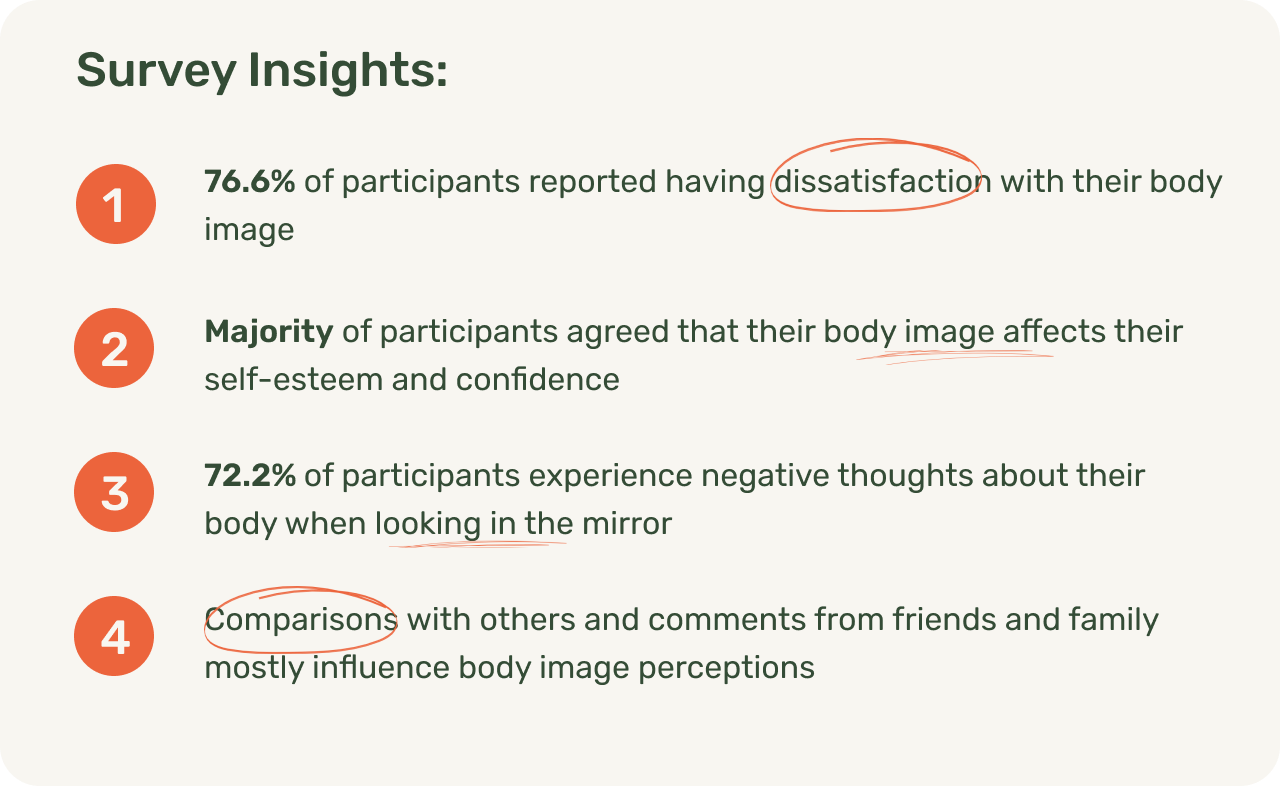 Survey Insights:
1
76.6% of participants reported having dissatisfaction with their body
image
2
Majority of participants agreed that their body image affects their
self-esteem and confidence
3
72.2% of participants experience negative thoughts about their
body when looking in the mirror
4
Comparisons with others and comments from friends and family
mostly influence body image perceptions